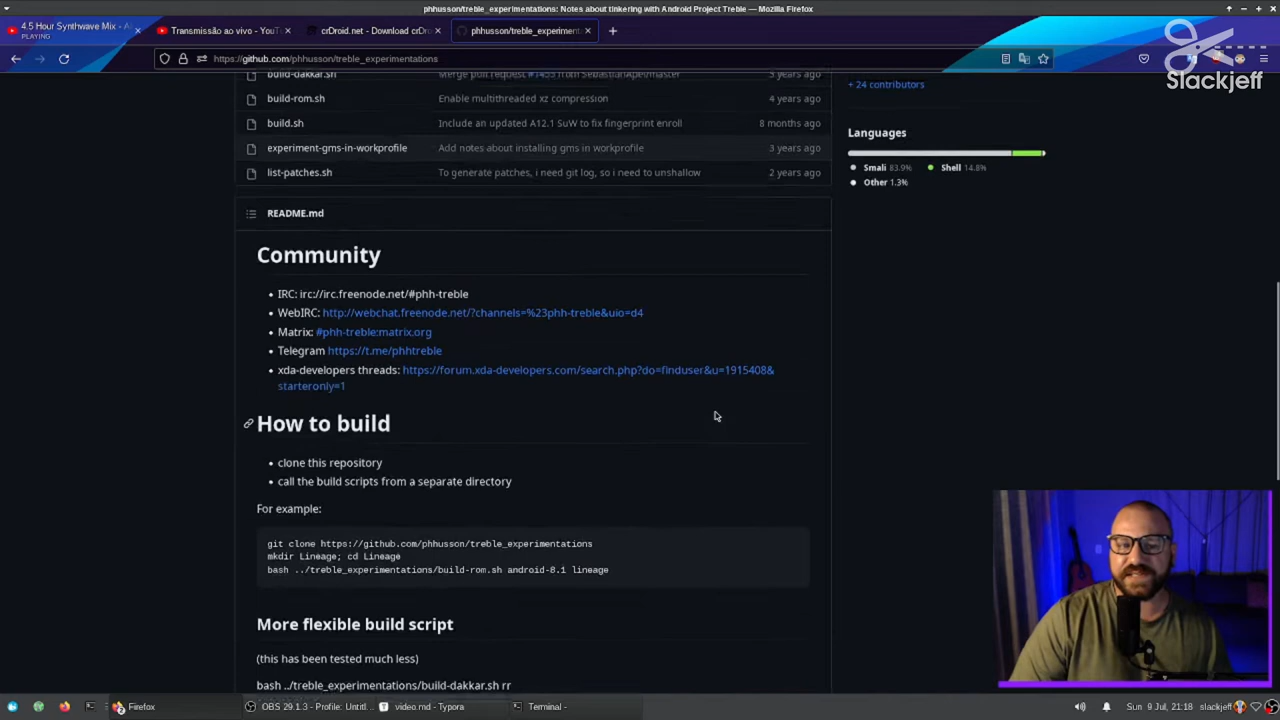 phhusson/treble_experimentations: Notes about tinkering with Android Project Treble — Mozilla Firefox
4.5 Hour Synthwave Mix - A
PLAYING
Transmissão ao vivo - YouT
crDroid.net - Download crDr
phhusson/treble_experiment
https://github.com/phhusson/treble_experimentations
Slackjeff
build-dakkar.sh
Merge pull request #1455 from SebastianApel/master
3 years ago
build-rom.sh
Enable multithreaded xz compression
4 years ago
build.sh
Include an updated A12.1 SuW to fix fingerprint enroll
8 months ago
experiment-gms-in-workprofile
Add notes about installing gms in workprofile
3 years ago
list-patches.sh
To generate patches, i need git log, so i need to unshallow
2 years ago
+ 24 contributors
Languages
Smali 83.9%
Shell 14.8%
Other 1.3%
README.md
Community
• IRC: irc://irc.freenode.net/#phh-treble
• WebIRC: http://webchat.freenode.net/?channels=%23phh-treble&uio=d4
• Matrix: #phh-treble:matrix.org
• Telegram https://t.me/phhtreble
• xda-developers threads: https://forum.xda-developers.com/search.php?do=finduser&u=1915408&
starteronly=1
How to build
• clone this repository
• call the build scripts from a separate directory
For example:
git clone https://github.com/phhusson/treble_experimentations
mkdir Lineage; cd Lineage
bash ../treble_experimentations/build-rom.sh android-8.1 lineage
More flexible build script
(this has been tested much less)
bash ../treble_experimentations/build-dakkar.sh rr
Firefox
OBS 29.1.3 - Profile: Untitl...
video.md - Typora
Terminal -
Sun 9 Jul, 21:18
slackjeff